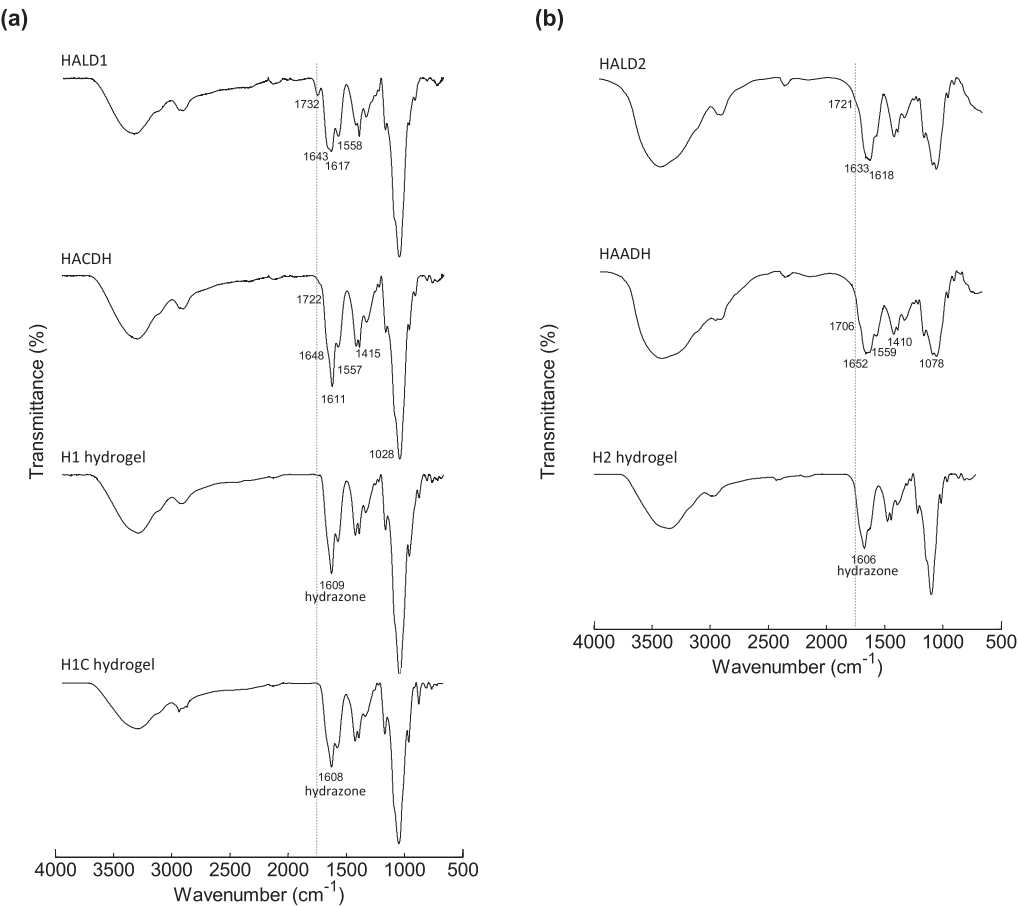 (a)
HALD1
1732
1643
1617
1558
HACDH
1722
1648
1611
1557
1415
1028
H1 hydrogel
1609
hydrazone
H1C hydrogel
1608
hydrazone
Transmittance (%)
4000 3500 3000 2500 2000 1500 1000 500
Wavenumber (cm-1)
(b)
HALD2
1721
1633
1618
HAADH
1706
1652
1559
1410
1078
H2 hydrogel
1606
hydrazone
Transmittance (%)
4000 3500 3000 2500 2000 1500 1000 500
Wavenumber (cm-1)